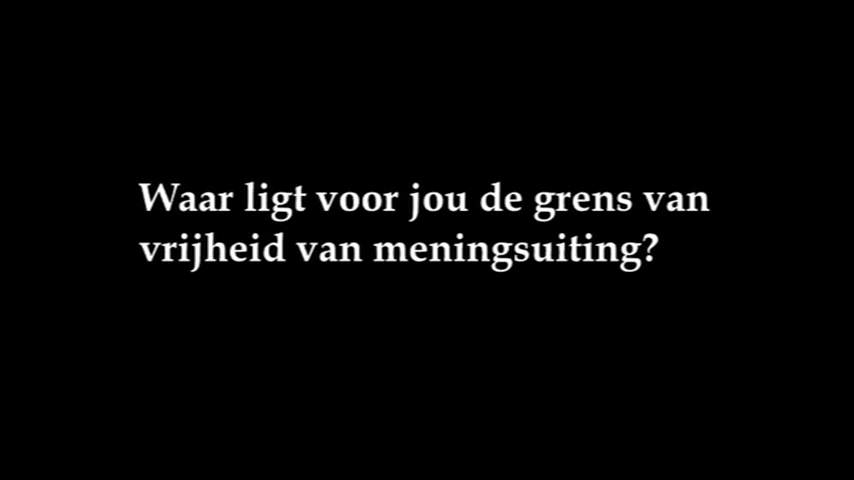 Waar ligt voor jou de grens van
vrijheid van meningsuiting?